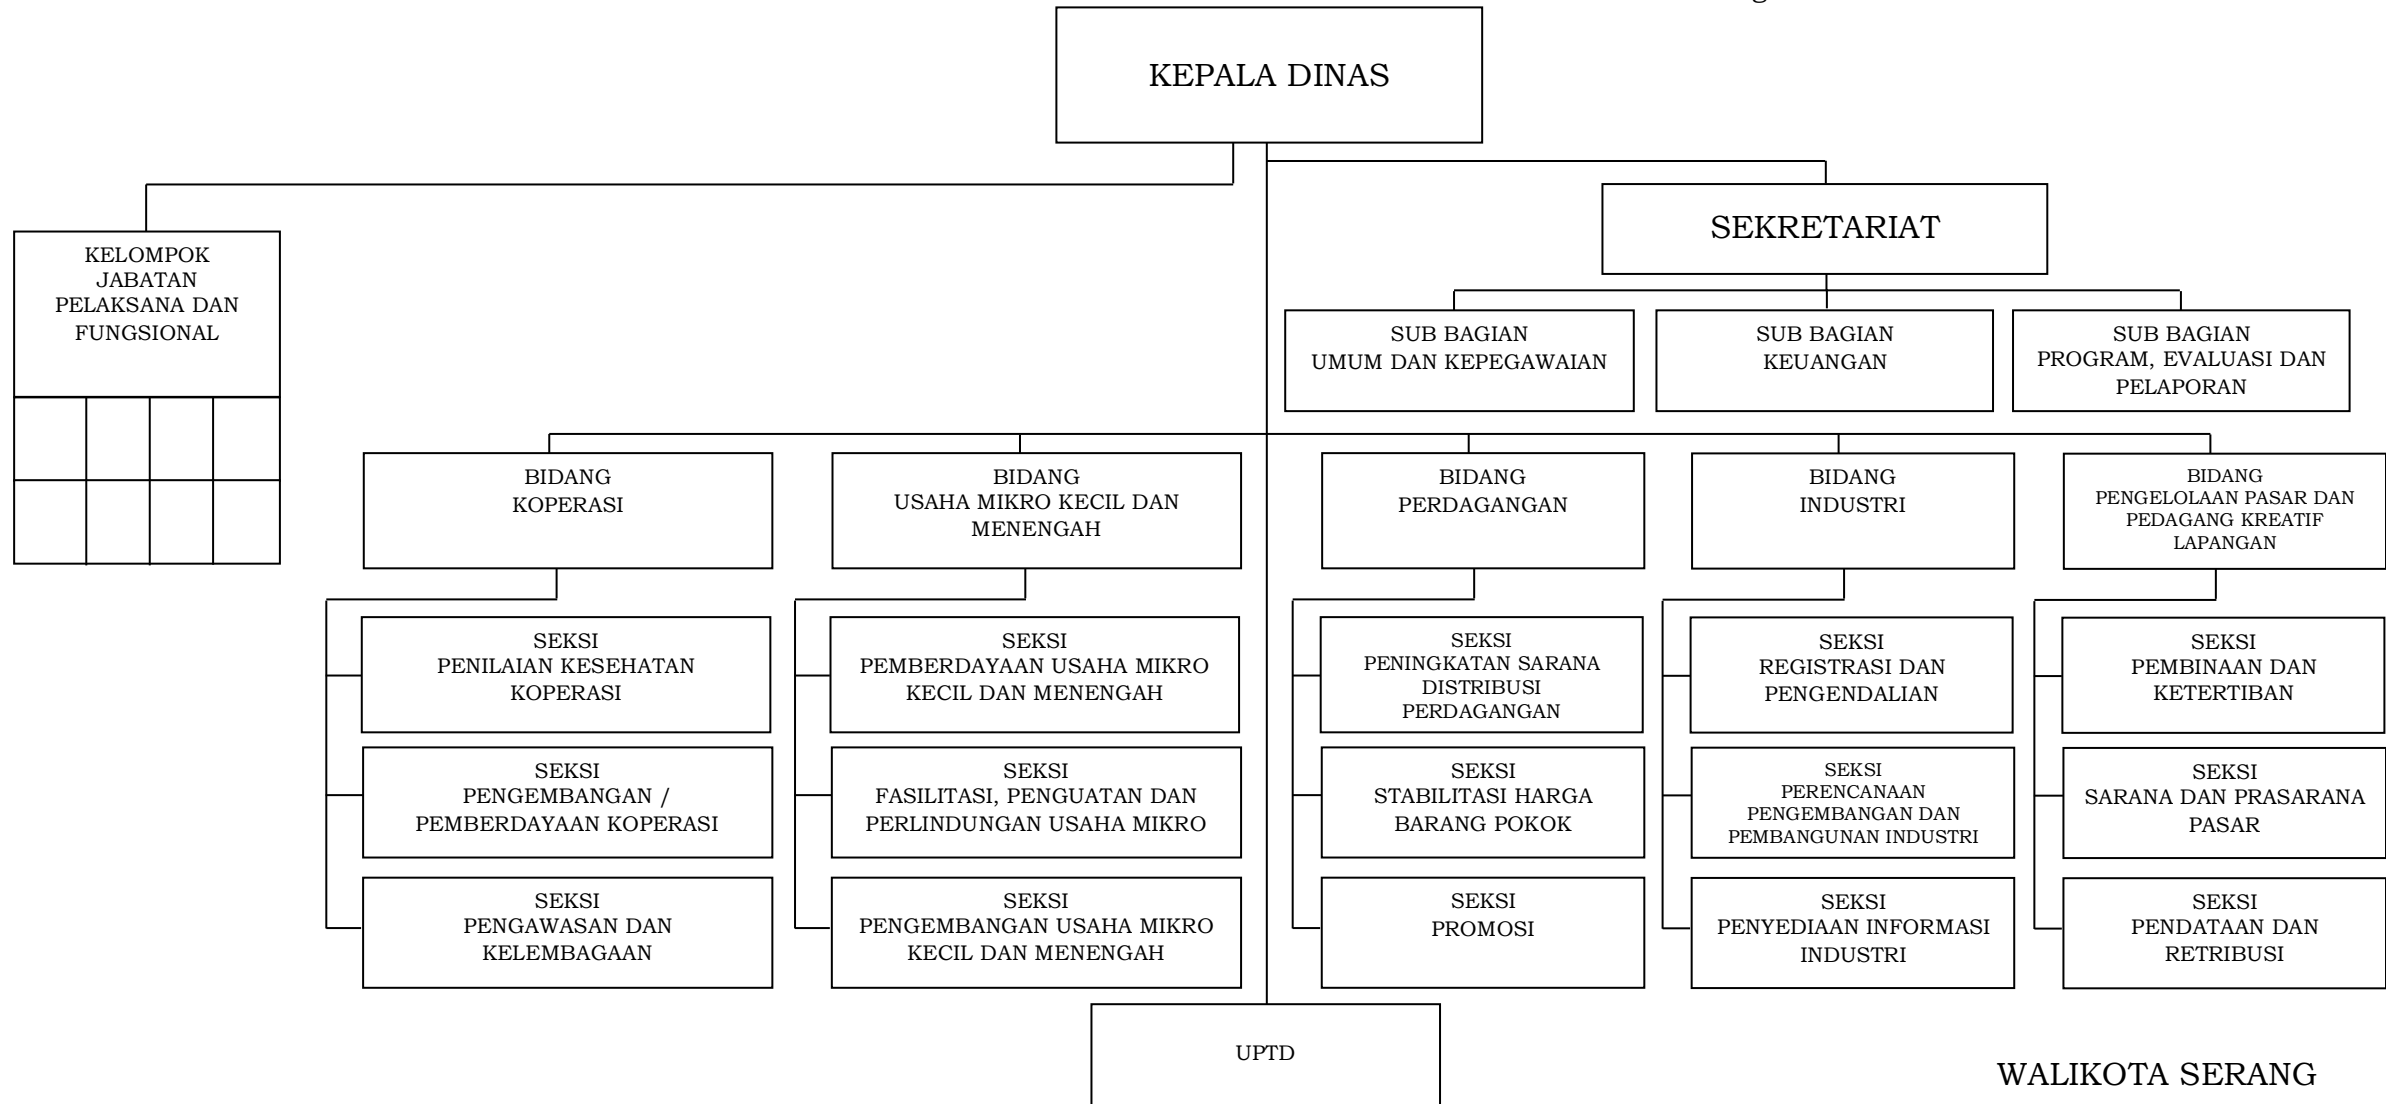 KEPALA DINAS
SEKRETARIAT
KELOMPOK
JABATAN
PELAKSANA DAN
FUNGSIONAL
SUB BAGIAN
UMUM DAN KEPEGAWAIAN
SUB BAGIAN
KEUANGAN
SUB BAGIAN
PROGRAM, EVALUASI DAN
PELAPORAN
BIDANG
KOPERASI
BIDANG
USAHA MIKRO KECIL DAN
MENENGAH
BIDANG
PERDAGANGAN
BIDANG
INDUSTRI
BIDANG
PENGELOLAAN PASAR DAN
PEDAGANG KREATIF
LAPANGAN
SEKSI
PENILAIAN KESEHATAN
KOPERASI
SEKSI
PEMBERDAYAAN USAHA MIKRO
KECIL DAN MENENGAH
SEKSI
PENINGKATAN SARANA
DISTRIBUSI
PERDAGANGAN
SEKSI
REGISTRASI DAN
PENGENDALIAN
SEKSI
PEMBINAAN DAN
KETERTIBAN
SEKSI
PENGEMBANGAN /
PEMBERDAYAAN KOPERASI
SEKSI
FASILITASI, PENGUATAN DAN
PERLINDUNGAN USAHA MIKRO
SEKSI
STABILITASI HARGA
BARANG POKOK
SEKSI
PERENCANAAN
PENGEMBANGAN DAN
PEMBANGUNAN INDUSTRI
SEKSI
SARANA DAN PRASARANA
PASAR
SEKSI
PENGAWASAN DAN
KELEMBAGAAN
SEKSI
PENGEMBANGAN USAHA MIKRO
KECIL DAN MENENGAH
SEKSI
PROMOSI
SEKSI
PENYEDIAAN INFORMASI
INDUSTRI
SEKSI
PENDATAAN DAN
RETRIBUSI
UPTD
WALIKOTA SERANG